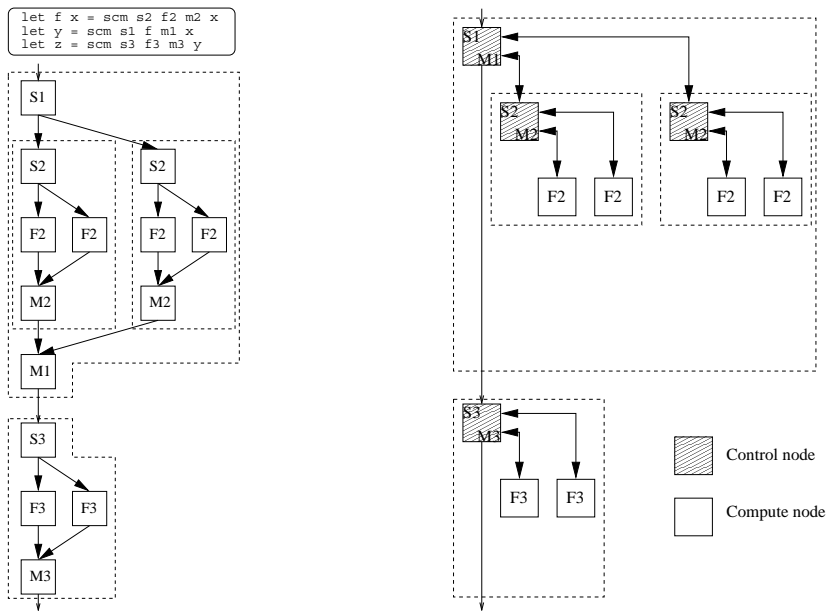 let f x = scm s2 f2 m2 x
let y = scm s1 f m1 x
let z = scm s3 f3 m3 y
S1
S2 S2
F2 F2 F2 F2
M2 M2
M1
S3
F3 F3
M3
S1
M1
S2 S2
M2 M2
F2 F2 F2 F2
S3
M3
F3 F3
Control node
Compute node